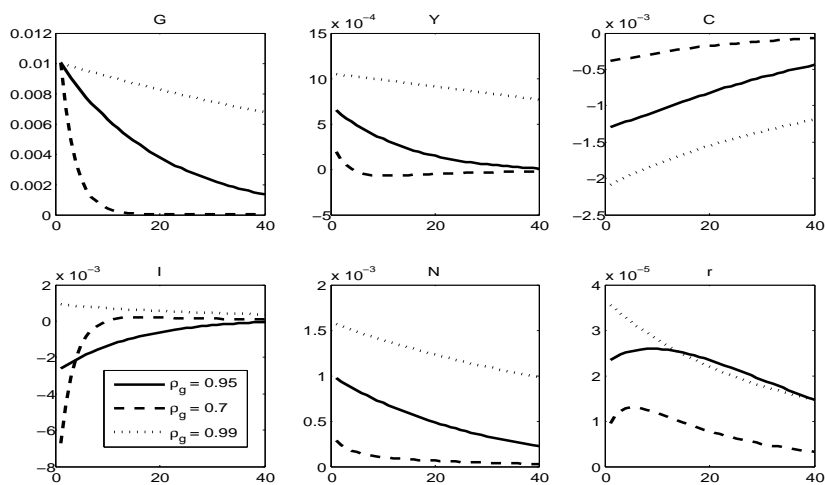 G
0.012
0.01
0.008
0.006
0.004
0.002
0
0 20 40
Y
x 10⁻⁴
15
10
5
0
−5
0 20 40
C
x 10⁻³
0
−0.5
−1
−1.5
−2
−2.5
0 20 40
I
x 10⁻³
2
0
−2
−4
−6
−8
0 20 40
ρg = 0.95
ρg = 0.7
ρg = 0.99
N
x 10⁻³
2
1.5
1
0.5
0
0 20 40
r
x 10⁻⁵
4
3
2
1
0
0 20 40